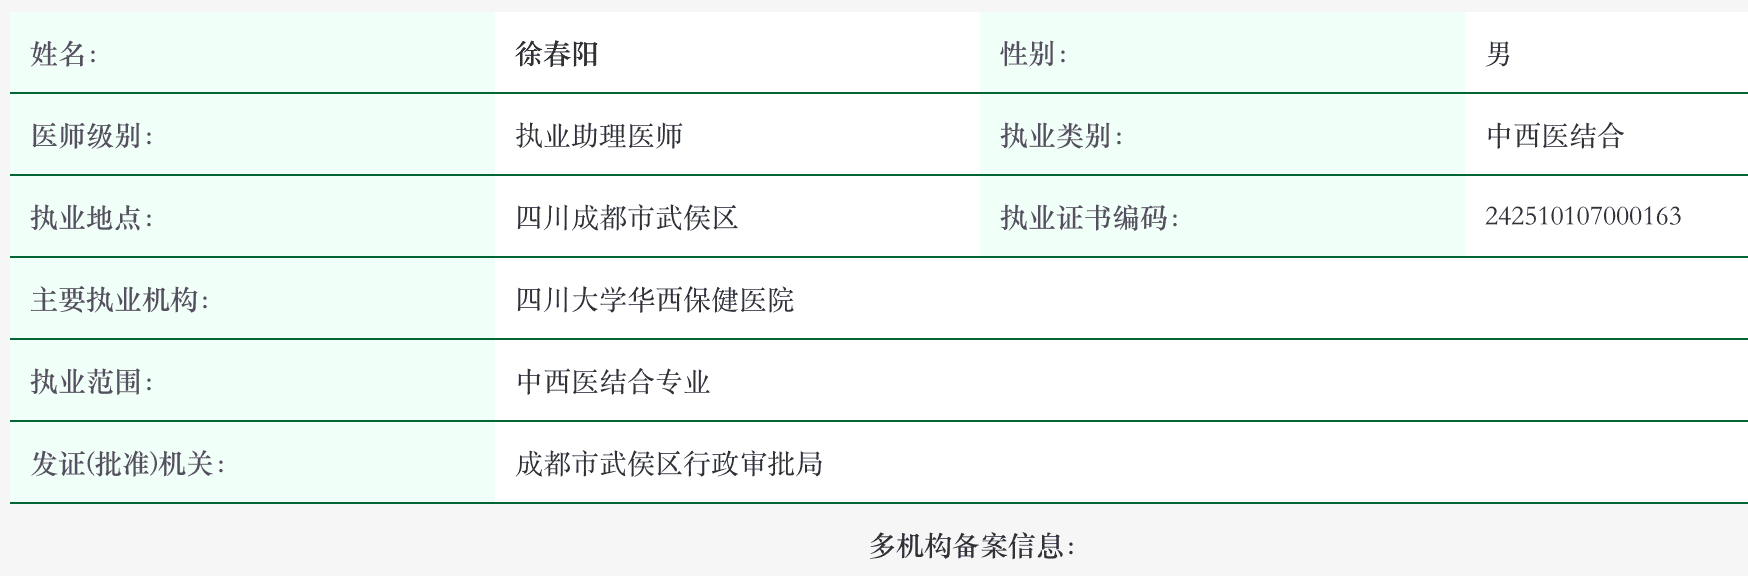 姓名： 徐春阳 性别： 男
医师级别： 执业助理医师 执业类别： 中西医结合
执业地点： 四川成都市武侯区 执业证书编码： 242510107000163
主要执业机构： 四川大学华西保健医院
执业范围： 中西医结合专业
发证(批准)机关： 成都市武侯区行政审批局
多机构备案信息：